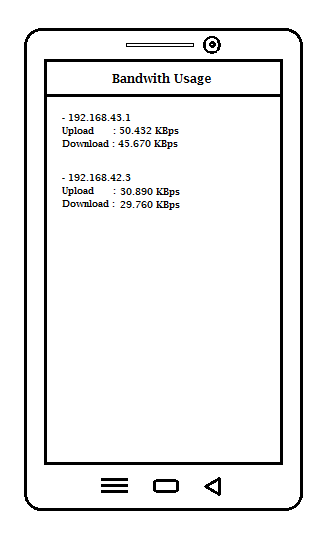 Bandwith Usage
- 192.168.43.1
Upload : 50.432 KBps
Download : 45.670 KBps
- 192.168.42.3
Upload : 30.890 KBps
Download : 29.760 KBps